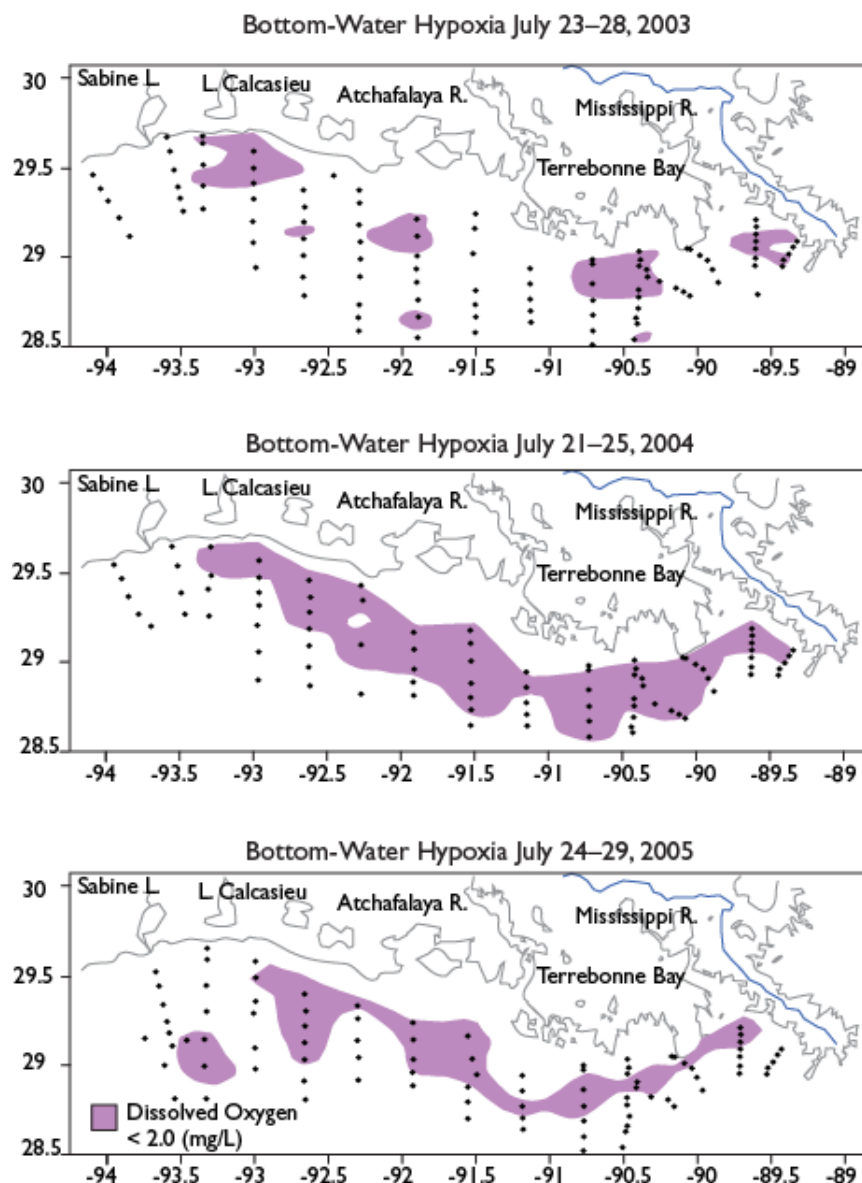 Bottom-Water Hypoxia July 23–28, 2003
30
Sabine L.
L. Calcasieu
Atchafalaya R.
Mississippi R.
29.5
Terrebonne Bay
29
28.5
-94 -93.5 -93 -92.5 -92 -91.5 -91 -90.5 -90 -89.5 -89
Bottom-Water Hypoxia July 21–25, 2004
30
Sabine L.
L. Calcasieu
Atchafalaya R.
Mississippi R.
29.5
Terrebonne Bay
29
28.5
-94 -93.5 -93 -92.5 -92 -91.5 -91 -90.5 -90 -89.5 -89
Bottom-Water Hypoxia July 24–29, 2005
30
Sabine L.
L. Calcasieu
Atchafalaya R.
Mississippi R.
29.5
Terrebonne Bay
29
Dissolved Oxygen
< 2.0 (mg/L)
28.5
-94 -93.5 -93 -92.5 -92 -91.5 -91 -90.5 -90 -89.5 -89